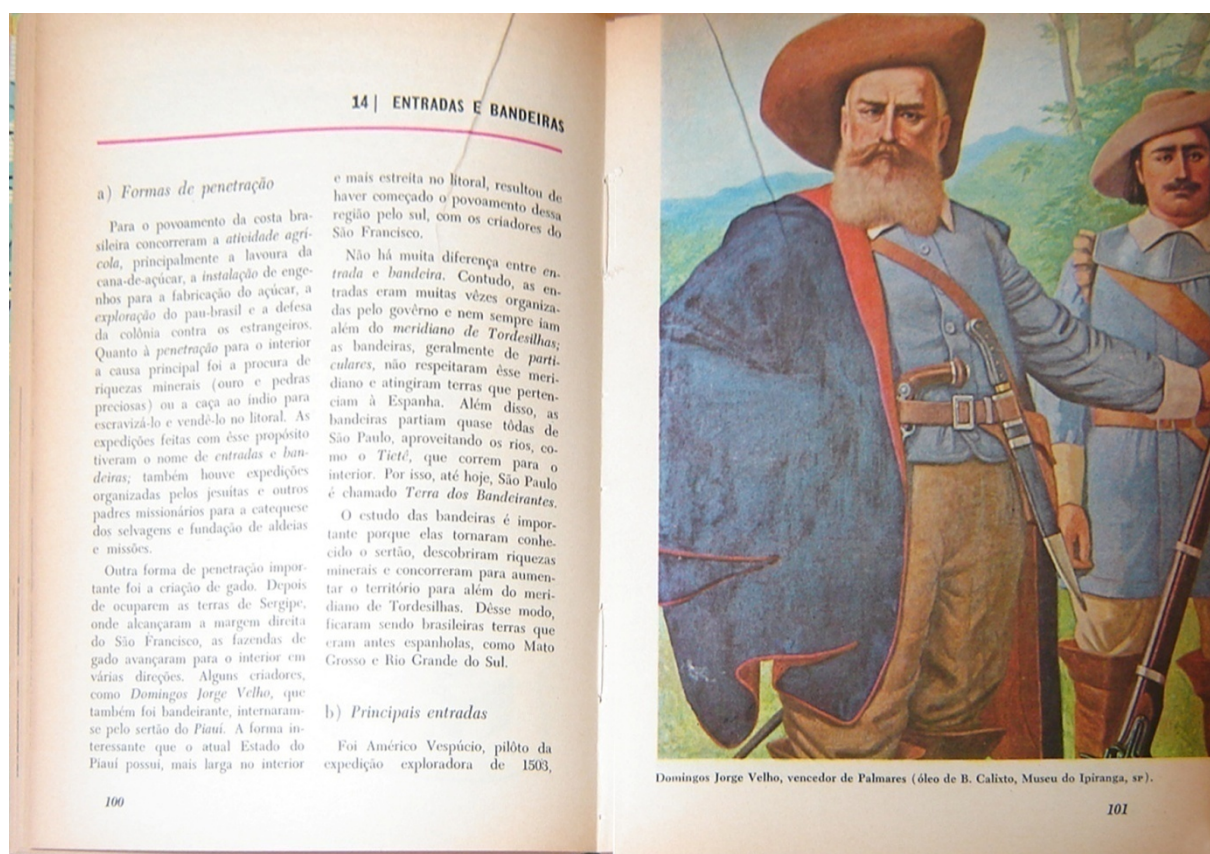 14 | ENTRADAS E BANDEIRAS
a) Formas de penetração
Para o povoamento da costa bra-
sileira concorreram a atividade agrí-
cola, principalmente a lavoura da
cana-de-açúcar, a instalação de enge-
nhos para a fabricação do açúcar, a
exploração do pau-brasil e a defesa
da colônia contra os estrangeiros.
Quanto à penetração para o interior
a causa principal foi a procura de
riquezas minerais (ouro e pedras
preciosas) ou a caça ao índio para
escravizá-lo e vendê-lo no litoral. As
expedições feitas com êsse propósito
tiveram o nome de entradas e ban-
deiras; também houve expedições
organizadas pelos jesuítas e outros
padres missionários para a catequese
dos selvagens e fundação de aldeias
e missões.
Outra forma de penetração impor-
tante foi a criação de gado. Depois
de ocuparem as terras de Sergipe,
onde alcançaram a margem direita
do São Francisco, as fazendas de
gado avançaram para o interior em
várias direções. Alguns criadores,
como Domingos Jorge Velho, que
também foi bandeirante, internaram-
se pelo sertão do Piauí. A forma in-
teressante que o atual Estado do
Piauí possui, mais larga no interior
100
e mais estreita no litoral, resultou de
haver começado o povoamento dessa
região pelo sul, com os criadores do
São Francisco.
Não há muita diferença entre en-
trada e bandeira. Contudo, as en-
tradas eram muitas vêzes organiza-
das pelo govêrno e nem sempre iam
além do meridiano de Tordesilhas;
as bandeiras, geralmente de parti-
culares, não respeitaram êsse meri-
diano e atingiram terras que perten-
ciam à Espanha. Além disso, as
bandeiras partiam quase tôdas de
São Paulo, aproveitando os rios, co-
mo o Tietê, que correm para o
interior. Por isso, até hoje, São Paulo
é chamado Terra dos Bandeirantes.
O estudo das bandeiras é impor-
tante porque elas tornaram conhe-
cido o sertão, descobriram riquezas
minerais e concorreram para aumen-
tar o território para além do meri-
diano de Tordesilhas. Dêsse modo,
ficaram sendo brasileiras terras que
eram antes espanholas, como Mato
Grosso e Rio Grande do Sul.
b) Principais entradas
Foi Américo Vespúcio, pilôto da
expedição exploradora de 1503,
Domingos Jorge Velho, vencedor de Palmares (óleo de B. Calixto, Museu do Ipiranga, SP).
101